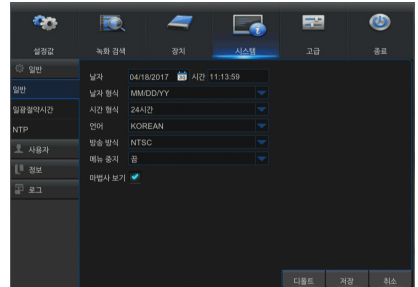 설정값 녹화 검색 장치 시스템 고급 종료
일반
일반
일광절약시간
NTP
사용자
정보
로그
날자 04/18/2017 시간 11:13:59
날자 형식 MM/DD/YY
시간 형식 24시간
언어 KOREAN
방송 방식 NTSC
메뉴 중지 끔
마법사 보기
디폴트 저장 취소